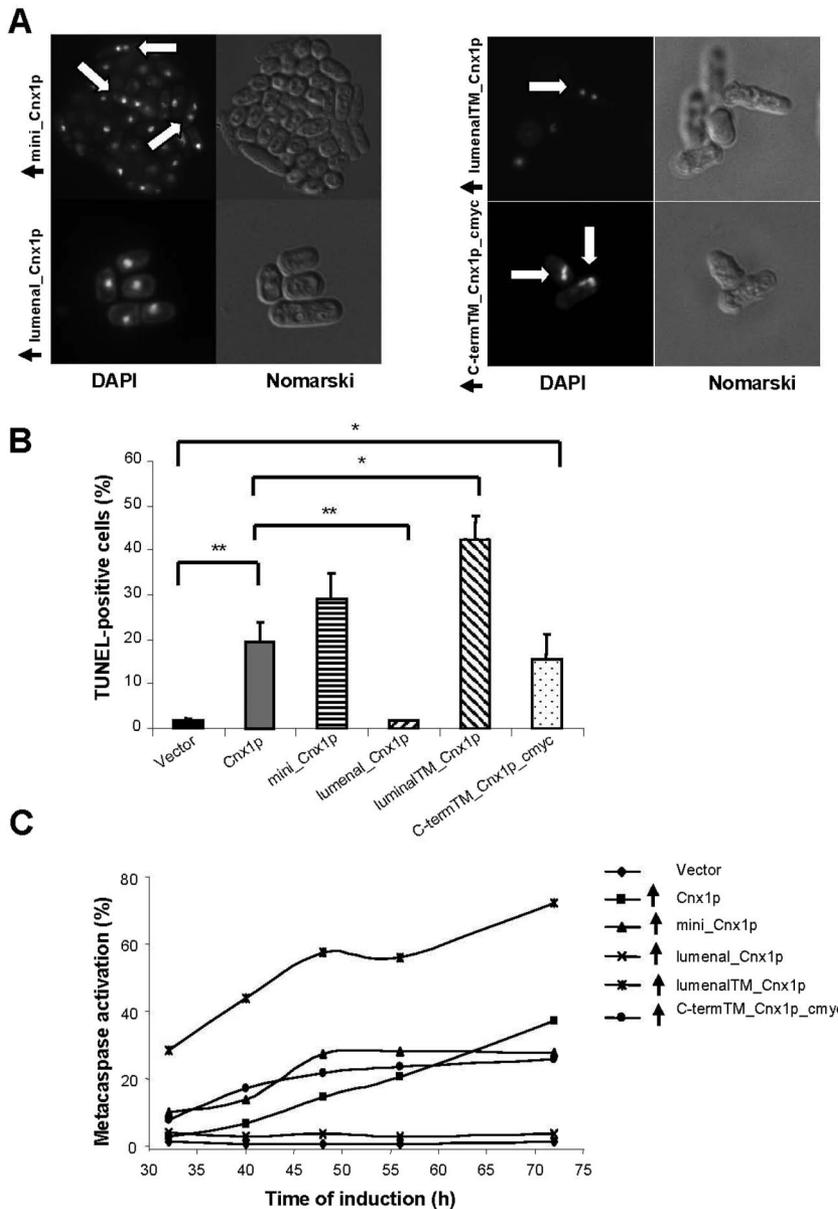 A
mini_Cnx1p
lumenal_Cnx1p
DAPI
Nomarski
lumenalTM_Cnx1p
C-termTM_Cnx1p_cmyc
DAPI
Nomarski
B
TUNEL-positive cells (%)
60
50
40
30
20
10
0
*
*
**
**
Vector
Cnx1p
mini_Cnx1p
lumenal_Cnx1p
luminalTM_Cnx1p
C-termTM_Cnx1p_cmyc
C
Metacaspase activation (%)
80
60
40
20
0
30 35 40 45 50 55 60 65 70 75
Time of induction (h)
Vector
Cnx1p
mini_Cnx1p
lumenal_Cnx1p
lumenalTM_Cnx1p
C-termTM_Cnx1p_cmyc